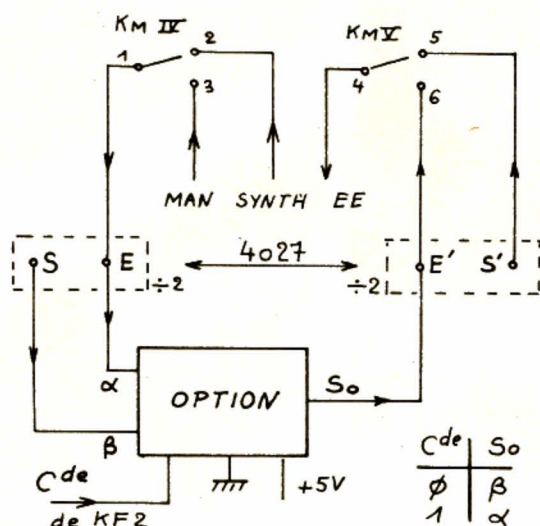 KM IV
KM V
1
2
3
4
5
6
MAN SYNTH EE
S
E
÷2
4027
÷2
E'
S'
α
OPTION
So
β
Cde
de KF2
+5V
Cde So
φ β
1 α